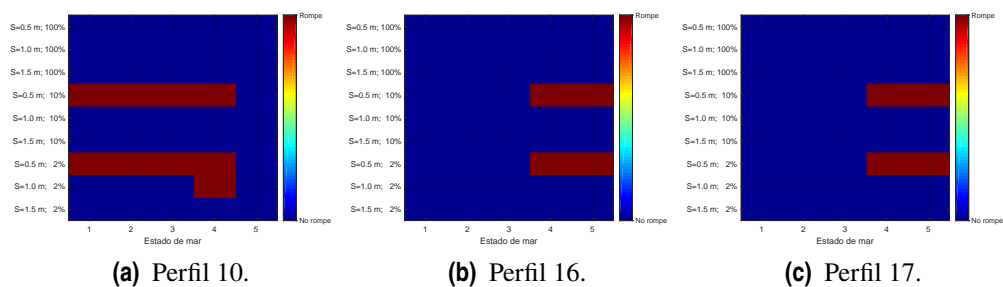 Rompe
S=0.5 m; 100%
S=1.0 m; 100%
S=1.5 m; 100%
S=0.5 m; 10%
S=1.0 m; 10%
S=1.5 m; 10%
S=0.5 m; 2%
S=1.0 m; 2%
S=1.5 m; 2%
No rompe
1 2 3 4 5
Estado de mar
(a) Perfil 10.
Rompe
S=0.5 m; 100%
S=1.0 m; 100%
S=1.5 m; 100%
S=0.5 m; 10%
S=1.0 m; 10%
S=1.5 m; 10%
S=0.5 m; 2%
S=1.0 m; 2%
S=1.5 m; 2%
No rompe
1 2 3 4 5
Estado de mar
(b) Perfil 16.
Rompe
S=0.5 m; 100%
S=1.0 m; 100%
S=1.5 m; 100%
S=0.5 m; 10%
S=1.0 m; 10%
S=1.5 m; 10%
S=0.5 m; 2%
S=1.0 m; 2%
S=1.5 m; 2%
No rompe
1 2 3 4 5
Estado de mar
(c) Perfil 17.